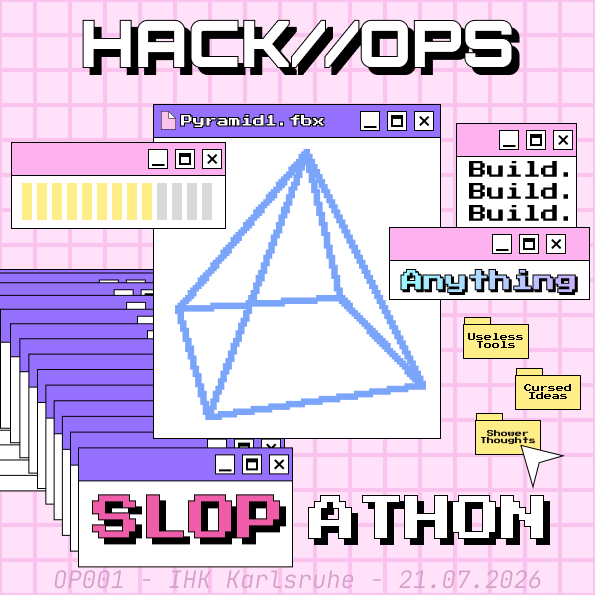 HACK//OPS
Pyramid1.fbx
Build.
Build.
Build.
Anything
Useless
Tools
Cursed
Ideas
Shower
Thoughts
SLOP ATHON
OP001 - IHK Karlsruhe - 21.07.2026